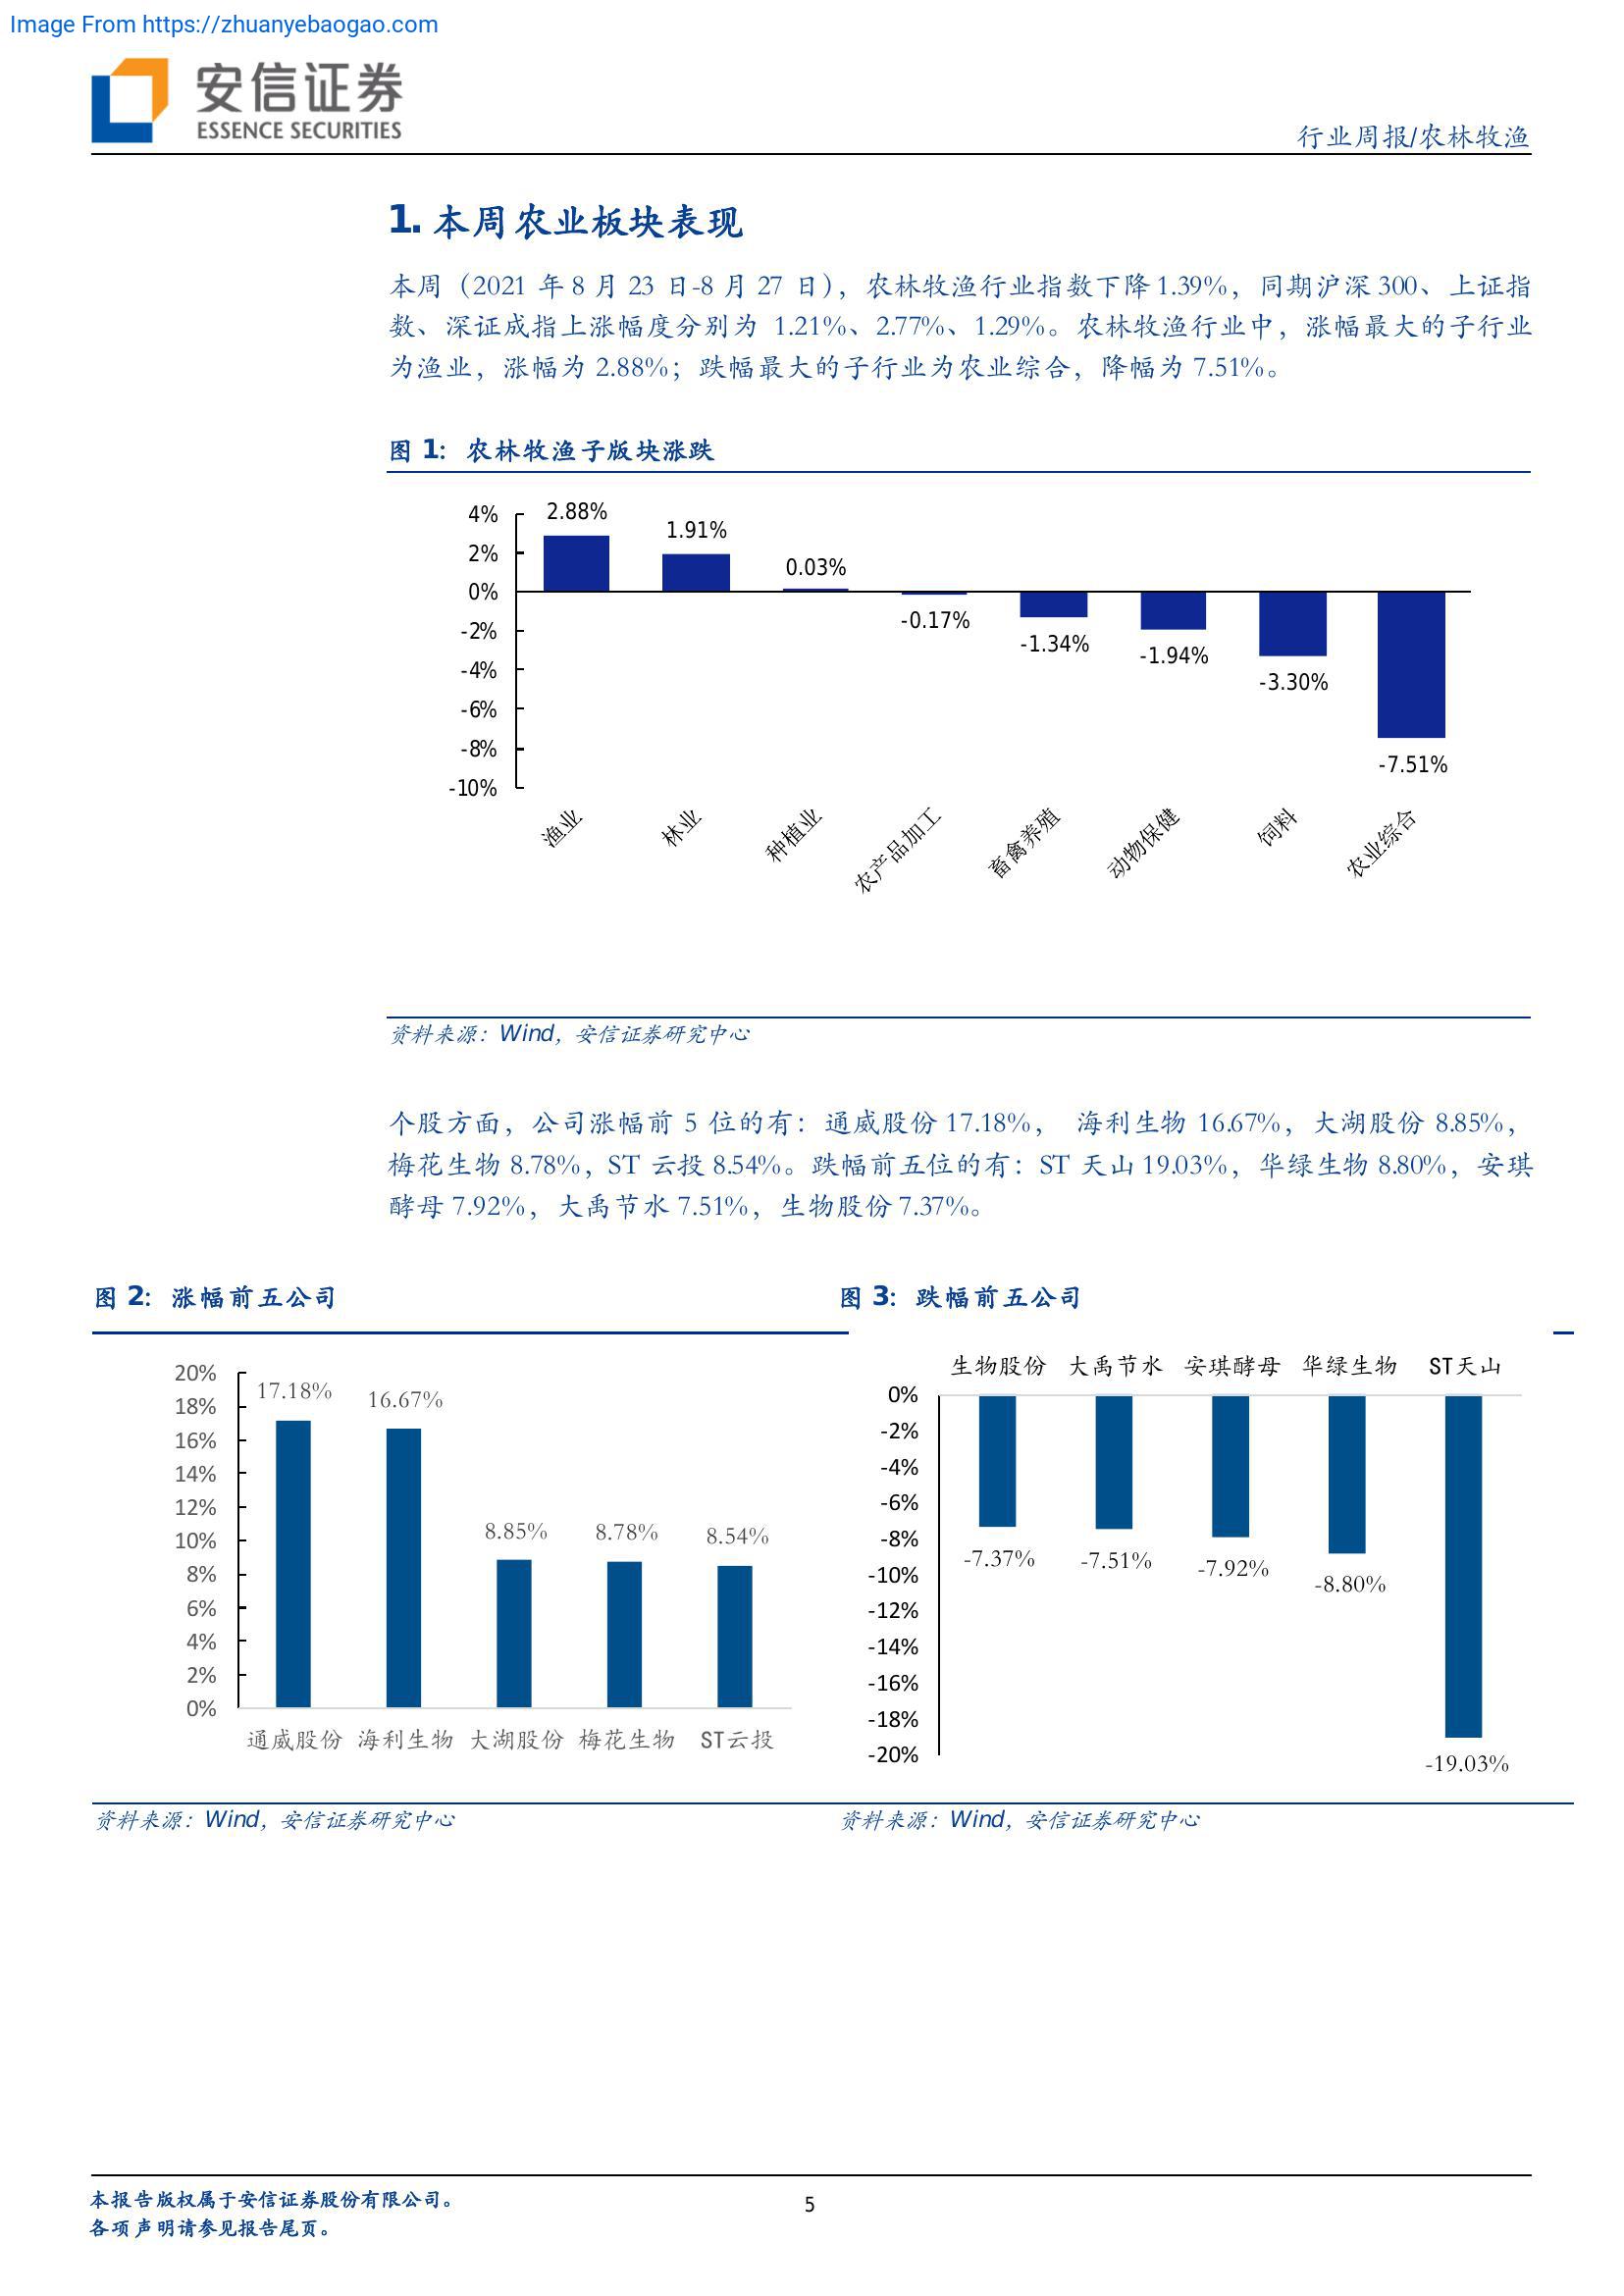 Image From https://zhuanyebaogao.com
安信证券
ESSENCE SECURITIES
行业周报/农林牧渔
1. 本周农业板块表现
本周（2021 年 8 月 23 日-8 月 27 日），农林牧渔行业指数下降 1.39%，同期沪深 300、上证指
数、深证成指上涨幅度分别为 1.21%、2.77%、1.29%。农林牧渔行业中，涨幅最大的子行业
为渔业，涨幅为 2.88%；跌幅最大的子行业为农业综合，降幅为 7.51%。
图 1：农林牧渔子版块涨跌
4%
2%
0%
-2%
-4%
-6%
-8%
-10%
2.88%
1.91%
0.03%
-0.17%
-1.34%
-1.94%
-3.30%
-7.51%
渔业
林业
种植业
农产品加工
畜禽养殖
动物保健
饲料
农业综合
资料来源：Wind，安信证券研究中心
个股方面，公司涨幅前 5 位的有：通威股份 17.18%， 海利生物 16.67%，大湖股份 8.85%，
梅花生物 8.78%，ST 云投 8.54%。跌幅前五位的有：ST 天山 19.03%，华绿生物 8.80%，安琪
酵母 7.92%，大禹节水 7.51%，生物股份 7.37%。
图 2：涨幅前五公司
20%
18%
16%
14%
12%
10%
8%
6%
4%
2%
0%
17.18%
16.67%
8.85%
8.78%
8.54%
通威股份 海利生物 大湖股份 梅花生物 ST云投
资料来源：Wind，安信证券研究中心
图 3：跌幅前五公司
生物股份 大禹节水 安琪酵母 华绿生物 ST天山
0%
-2%
-4%
-6%
-8%
-10%
-12%
-14%
-16%
-18%
-20%
-7.37%
-7.51%
-7.92%
-8.80%
-19.03%
资料来源：Wind，安信证券研究中心
本报告版权属于安信证券股份有限公司。
各项声明请参见报告尾页。
5